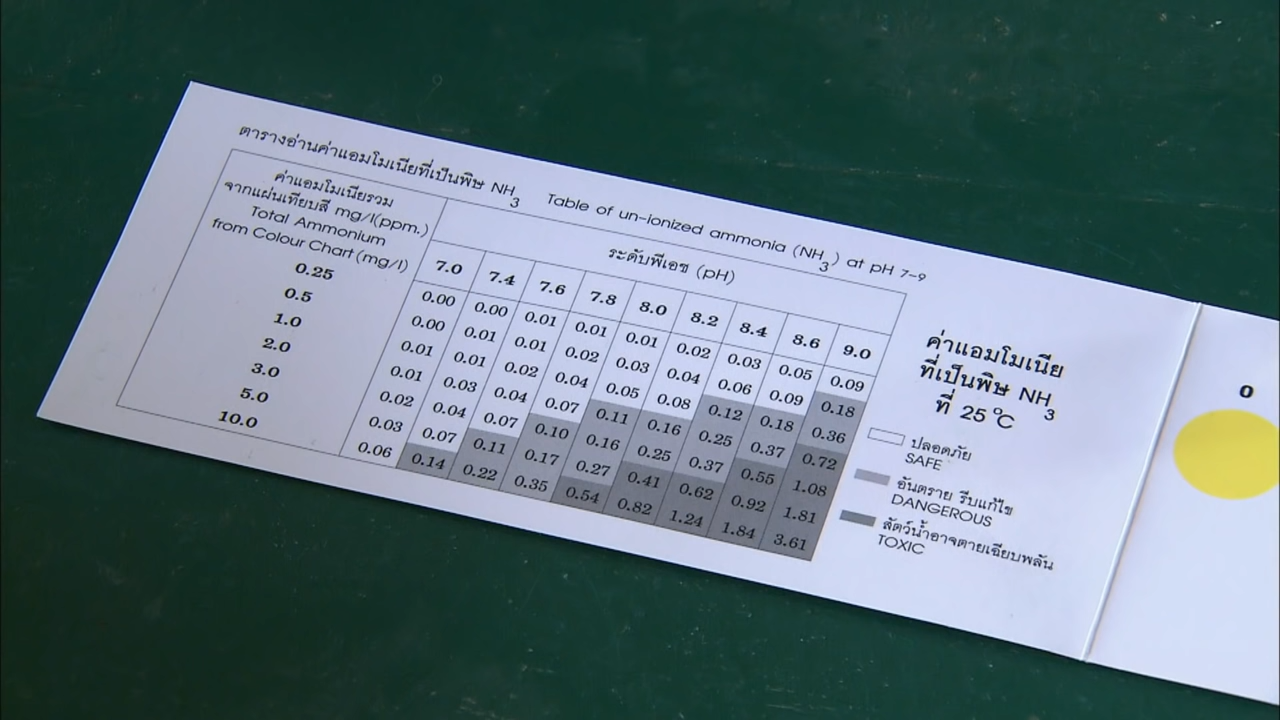 ตารางอ่านค่าแอมโมเนียที่เป็นพิษ NH3 Table of un-ionized ammonia (NH3) at pH 7-9
ค่าแอมโมเนียรวม
จากแผ่นเทียบสี mg/l(ppm.)
Total Ammonium
from Colour Chart (mg/l)
ระดับพีเอช (pH)
7.0 7.4 7.6 7.8 8.0 8.2 8.4 8.6 9.0
0.25 0.00 0.00 0.01 0.01 0.01 0.02 0.03 0.05 0.09
0.5 0.00 0.01 0.01 0.02 0.03 0.04 0.06 0.09 0.18
1.0 0.01 0.01 0.02 0.04 0.05 0.08 0.12 0.18 0.36
2.0 0.01 0.03 0.04 0.07 0.11 0.16 0.25 0.37 0.72
3.0 0.02 0.04 0.07 0.10 0.16 0.25 0.37 0.55 1.08
5.0 0.03 0.07 0.11 0.17 0.27 0.41 0.62 0.92 1.81
10.0 0.06 0.14 0.22 0.35 0.54 0.82 1.24 1.84 3.61
ค่าแอมโมเนีย
ที่เป็นพิษ NH3
ที่ 25 °C
ปลอดภัย
SAFE
อันตราย รีบแก้ไข
DANGEROUS
สัตว์น้ำอาจตายเฉียบพลัน
TOXIC
0